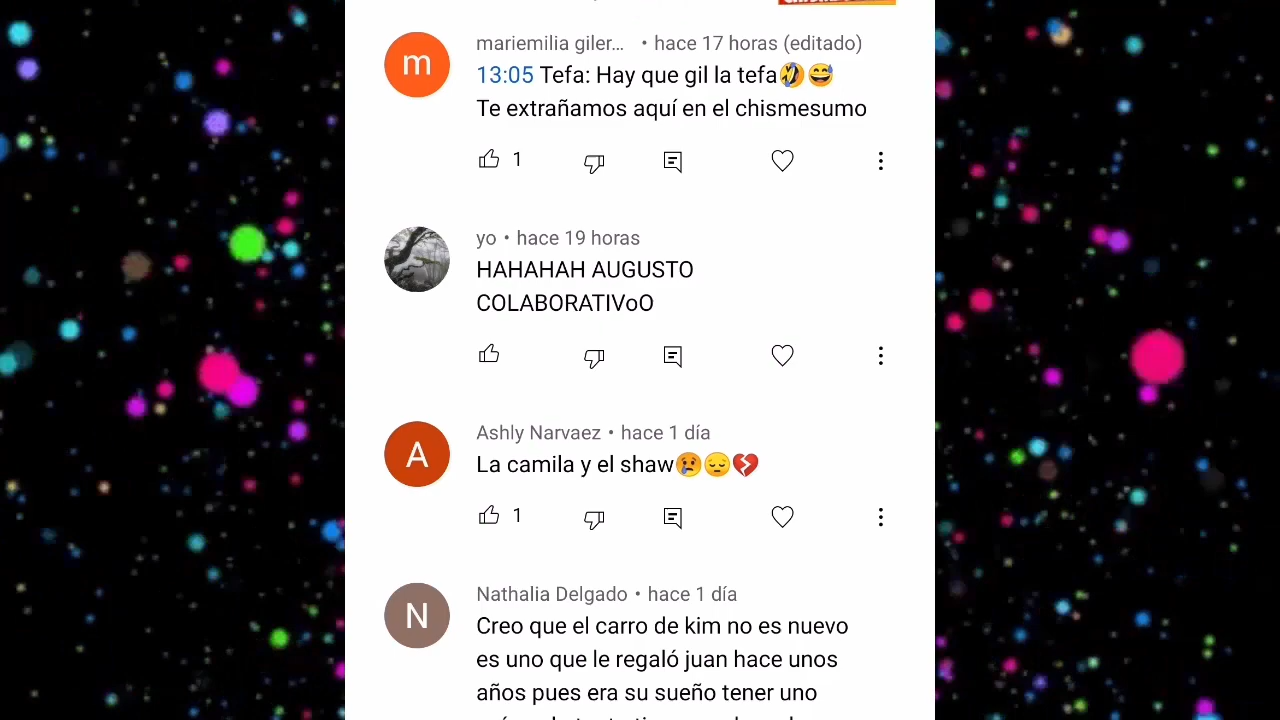 mariemilia giler... • hace 17 horas (editado)
13:05 Tefa: Hay que gil la tefa🤣😅
Te extrañamos aquí en el chismesumo
1
yo • hace 19 horas
HAHAHAH AUGUSTO
COLABORATIVoO
A
Ashly Narvaez • hace 1 día
La camila y el shaw😢😔💔
1
N
Nathalia Delgado • hace 1 día
Creo que el carro de kim no es nuevo
es uno que le regaló juan hace unos
años pues era su sueño tener uno